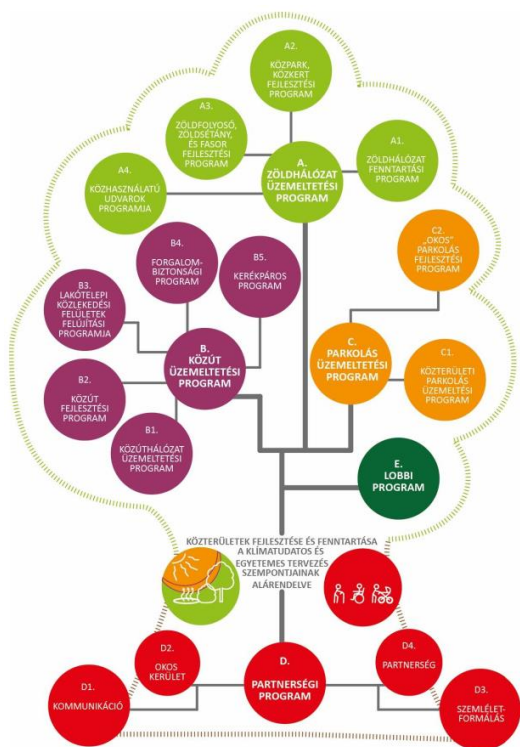 A2.
KÖZPARK,
KÖZKERT
FEJLESZTÉSI
PROGRAM
A3.
ZÖLDFOLYOSÓ,
ZÖLDSÉTÁNY,
ÉS FASOR
FEJLESZTÉSI
PROGRAM
A1.
ZÖLDHÁLÓZAT
FENNTARTÁSI
PROGRAM
A.
ZÖLDHÁLÓZAT
ÜZEMELTETÉSI
PROGRAM
A4.
KÖZHASZNÁLATÚ
UDVAROK
PROGRAMJA
B4.
FORGALOM-
BIZTONSÁGI
PROGRAM
B5.
KERÉKPÁROS
PROGRAM
C2.
„OKOS”
PARKOLÁS
FEJLESZTÉSI
PROGRAM
B3.
LAKÓTELEPI
KÖZLEKEDÉSI
FELÜLETEK
FELÚJÍTÁSI
PROGRAMJA
B.
KÖZÚT
ÜZEMELTETÉSI
PROGRAM
C.
PARKOLÁS
ÜZEMELTETÉSI
PROGRAM
C1.
KÖZTERÜLETI
PARKOLÁS
ÜZEMELTETÉSI
PROGRAM
B2.
KÖZÚT
FEJLESZTÉSI
PROGRAM
B1.
KÖZÚTHÁLÓZAT
ÜZEMELTETÉSI
PROGRAM
E.
LOBBI
PROGRAM
KÖZTERÜLETEK FEJLESZTÉSE ÉS FENNTARTÁSA
A KLÍMATUDATOS ÉS
EGYETEMES TERVEZÉS
SZEMPONTJAINAK
ALÁRENDELVE
D2.
OKOS
KERÜLET
D4.
PARTNERSÉG
D.
PARTNERSÉGI
PROGRAM
D1.
KOMMUNIKÁCIÓ
D3.
SZEMLÉLET-
FORMÁLÁS